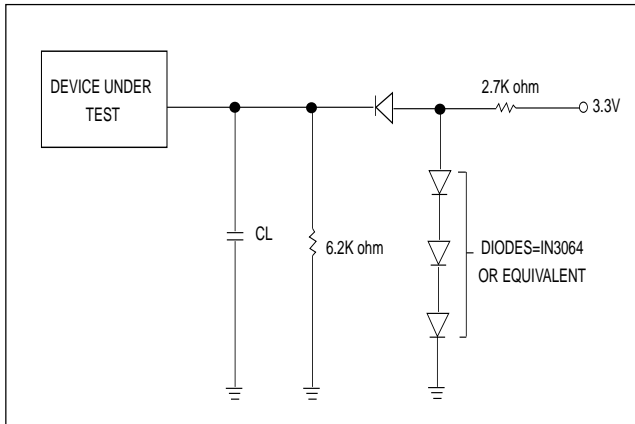 DEVICE UNDER
TEST
2.7K ohm
3.3V
CL
6.2K ohm
DIODES=IN3064
OR EQUIVALENT